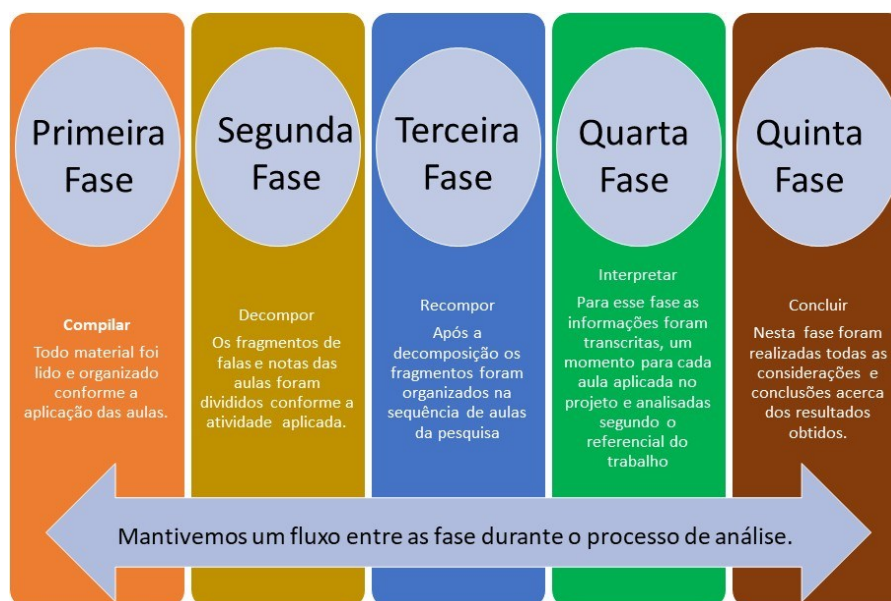 Primeira
Fase
Compilar
Todo material foi
lido e organizado
conforme a
aplicação das aulas.
Segunda
Fase
Decompor
Os fragmentos de
falas e notas das
aulas foram
divididos conforme a
atividade aplicada.
Terceira
Fase
Recompor
Após a
decomposição os
fragmentos foram
organizados na
sequência de aulas
da pesquisa
Quarta
Fase
Interpretar
Para esse fase as
informações foram
transcritas, um
momento para cada
aula aplicada no
projeto e analisadas
segundo o
referencial do
trabalho
Quinta
Fase
Concluir
Nesta fase foram
realizadas todas as
considerações e
conclusões acerca
dos resultados
obtidos.
Mantivemos um fluxo entre as fase durante o processo de análise.